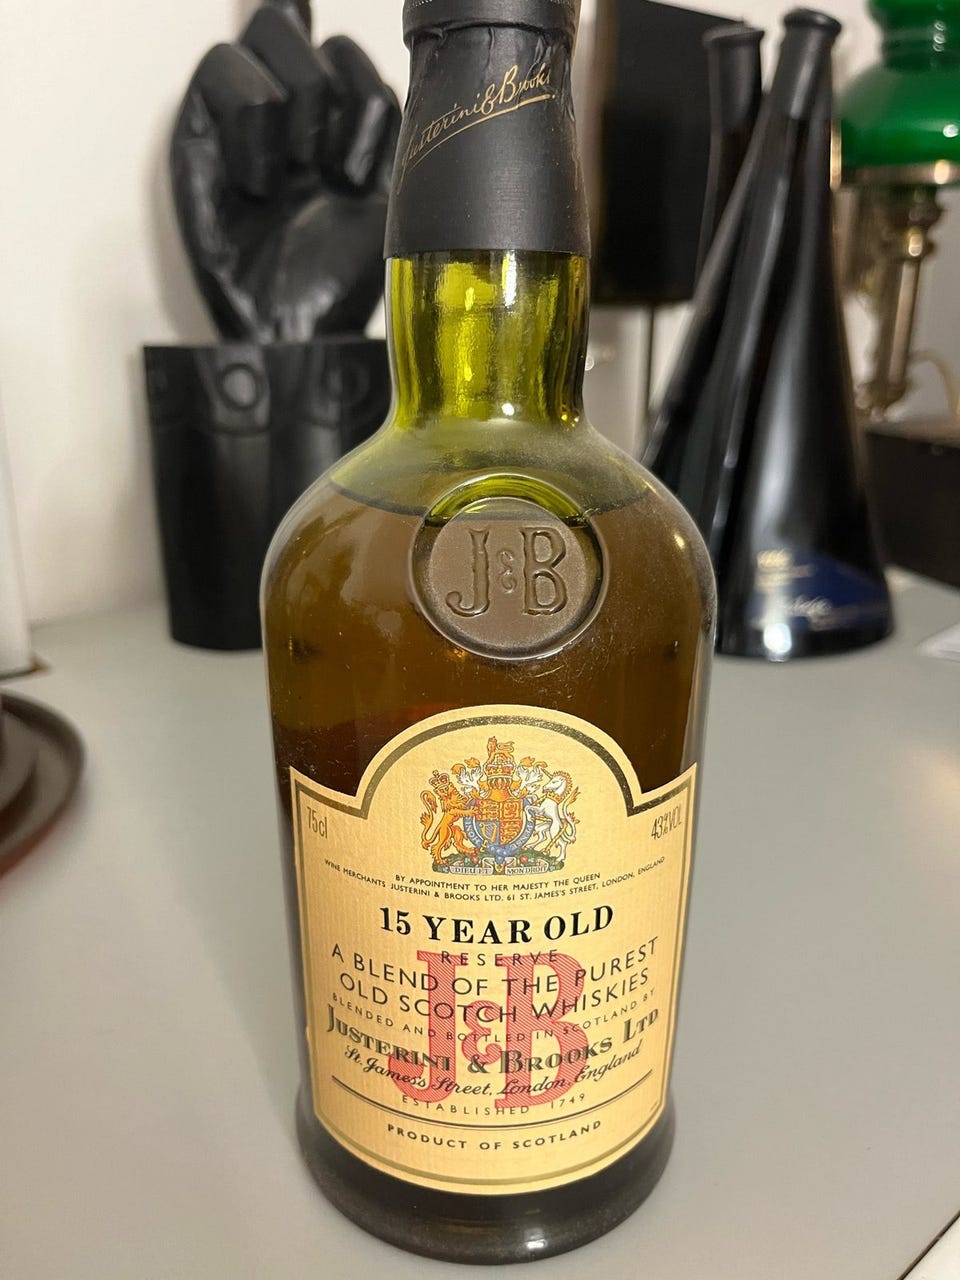 Justerini & Brooks
J&B
75cl
43%VOL
DIEU ET MON DROIT
BY APPOINTMENT TO HER MAJESTY THE QUEEN
WINE MERCHANTS JUSTERINI & BROOKS LTD. 61 ST. JAMES'S STREET, LONDON, ENGLAND
15 YEAR OLD
RESERVE
J&B
A BLEND OF THE PUREST
OLD SCOTCH WHISKIES
BLENDED AND BOTTLED IN SCOTLAND BY
JUSTERINI & BROOKS LTD
St. James's Street, London, England
ESTABLISHED 1749
PRODUCT OF SCOTLAND